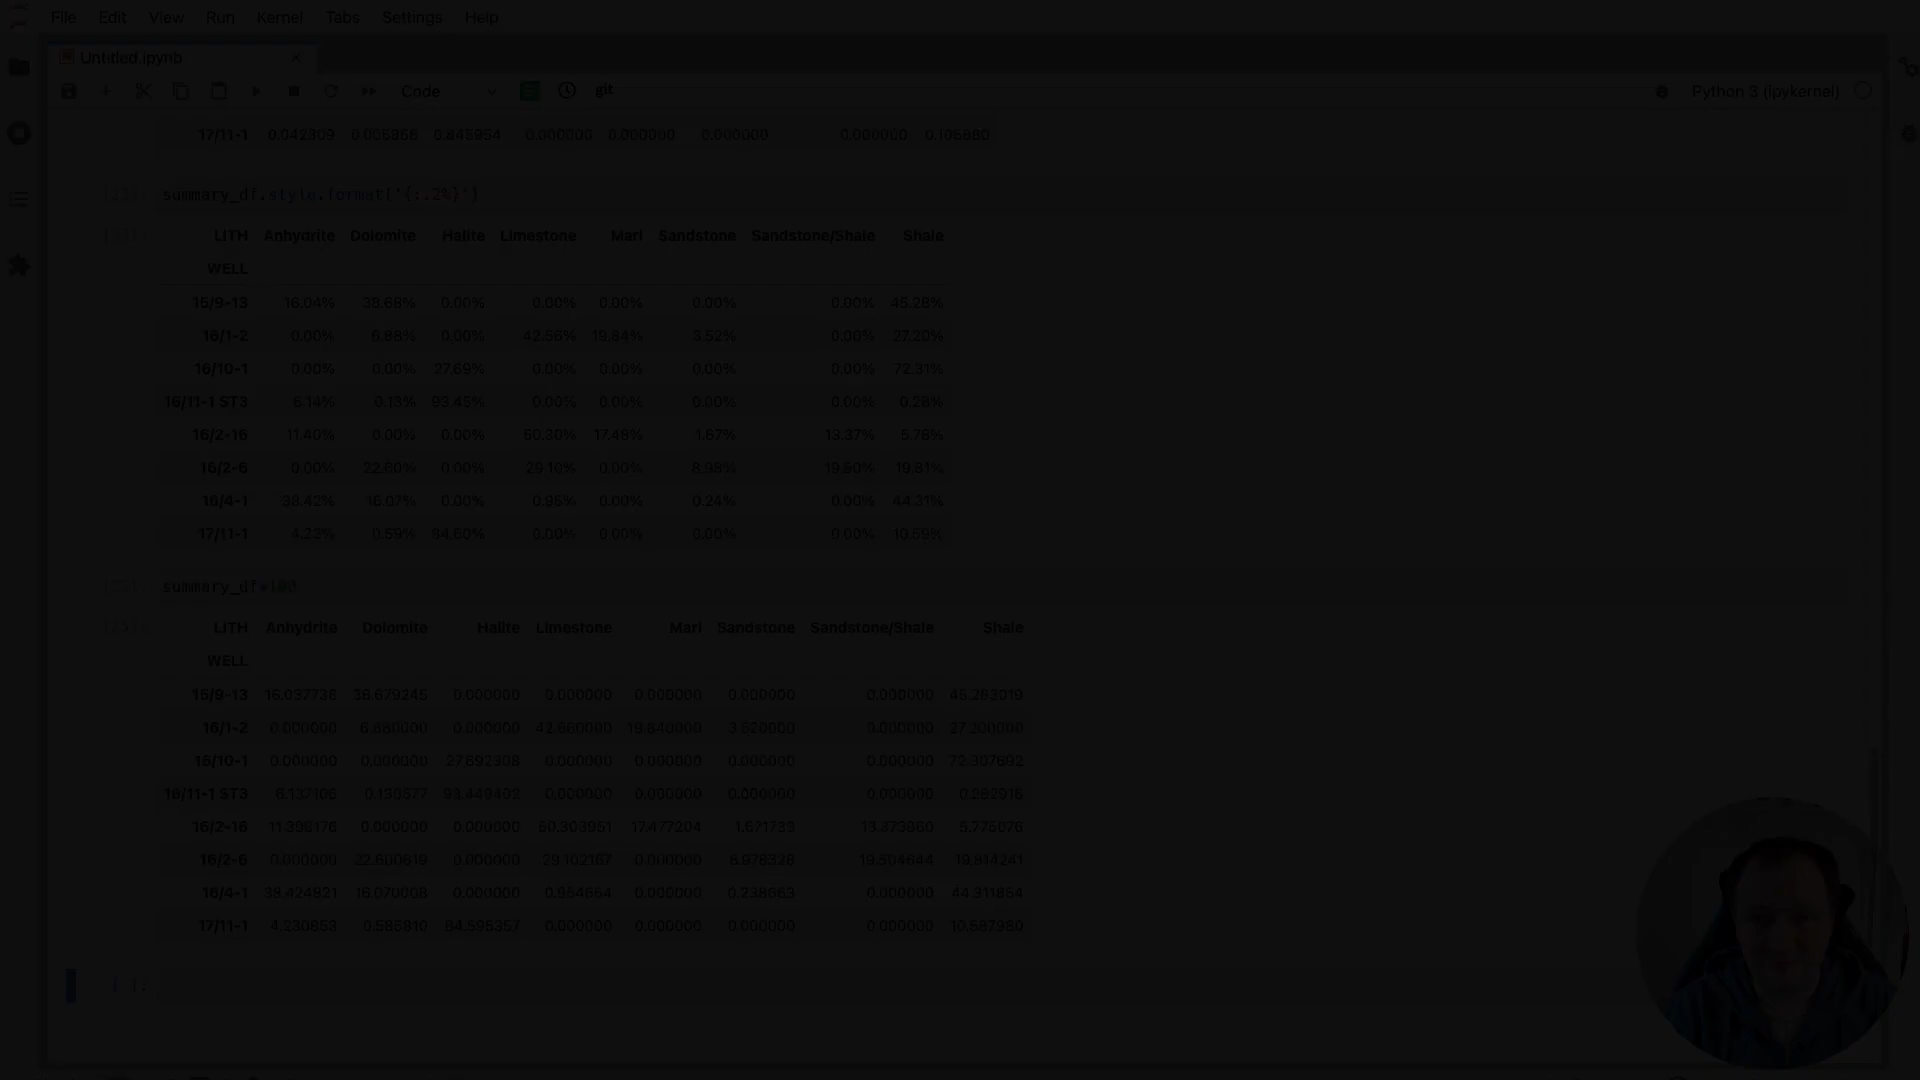 File Edit View Run Kernel Tabs Settings Help
Untitled.ipynb
Code git Python 3 (ipykernel)
17/11-1 0.042309 0.005856 0.845954 0.000000 0.000000 0.000000 0.000000 0.105880
summary_df.style.format('{:.2%}')
LITH Anhydrite Dolomite Halite Limestone Marl Sandstone Sandstone/Shale Shale
WELL
15/9-13 16.04% 38.68% 0.00% 0.00% 0.00% 0.00% 0.00% 45.28%
16/1-2 0.00% 6.88% 0.00% 42.56% 19.84% 3.52% 0.00% 27.20%
16/10-1 0.00% 0.00% 27.69% 0.00% 0.00% 0.00% 0.00% 72.31%
16/11-1 ST3 6.14% 0.13% 93.45% 0.00% 0.00% 0.00% 0.00% 0.28%
16/2-16 11.40% 0.00% 0.00% 50.30% 17.48% 1.67% 13.37% 5.78%
16/2-6 0.00% 22.60% 0.00% 29.10% 0.00% 8.98% 19.50% 19.81%
16/4-1 38.42% 16.07% 0.00% 0.95% 0.00% 0.24% 0.00% 44.31%
17/11-1 4.23% 0.59% 84.60% 0.00% 0.00% 0.00% 0.00% 10.59%
summary_df*100
LITH Anhydrite Dolomite Halite Limestone Marl Sandstone Sandstone/Shale Shale
WELL
15/9-13 16.037736 38.679245 0.000000 0.000000 0.000000 0.000000 0.000000 45.283019
16/1-2 0.000000 6.880000 0.000000 42.560000 19.840000 3.520000 0.000000 27.200000
16/10-1 0.000000 0.000000 27.692308 0.000000 0.000000 0.000000 0.000000 72.307692
16/11-1 ST3 6.137106 93.449402 0.000000 0.000000 0.000000 0.000000 0.282916
16/2-16 11.398176 0.000000 0.000000 50.303951 17.477204 1.671733 13.373860 5.775076
16/2-6 0.000000 22.600619 0.000000 29.102167 0.000000 8.978328 19.504644 19.814241
16/4-1 38.424821 16.070008 0.000000 0.954654 0.000000 0.238663 0.000000 44.311854
17/11-1 4.230853 0.585810 84.595357 0.000000 0.000000 0.000000 0.000000 10.587980